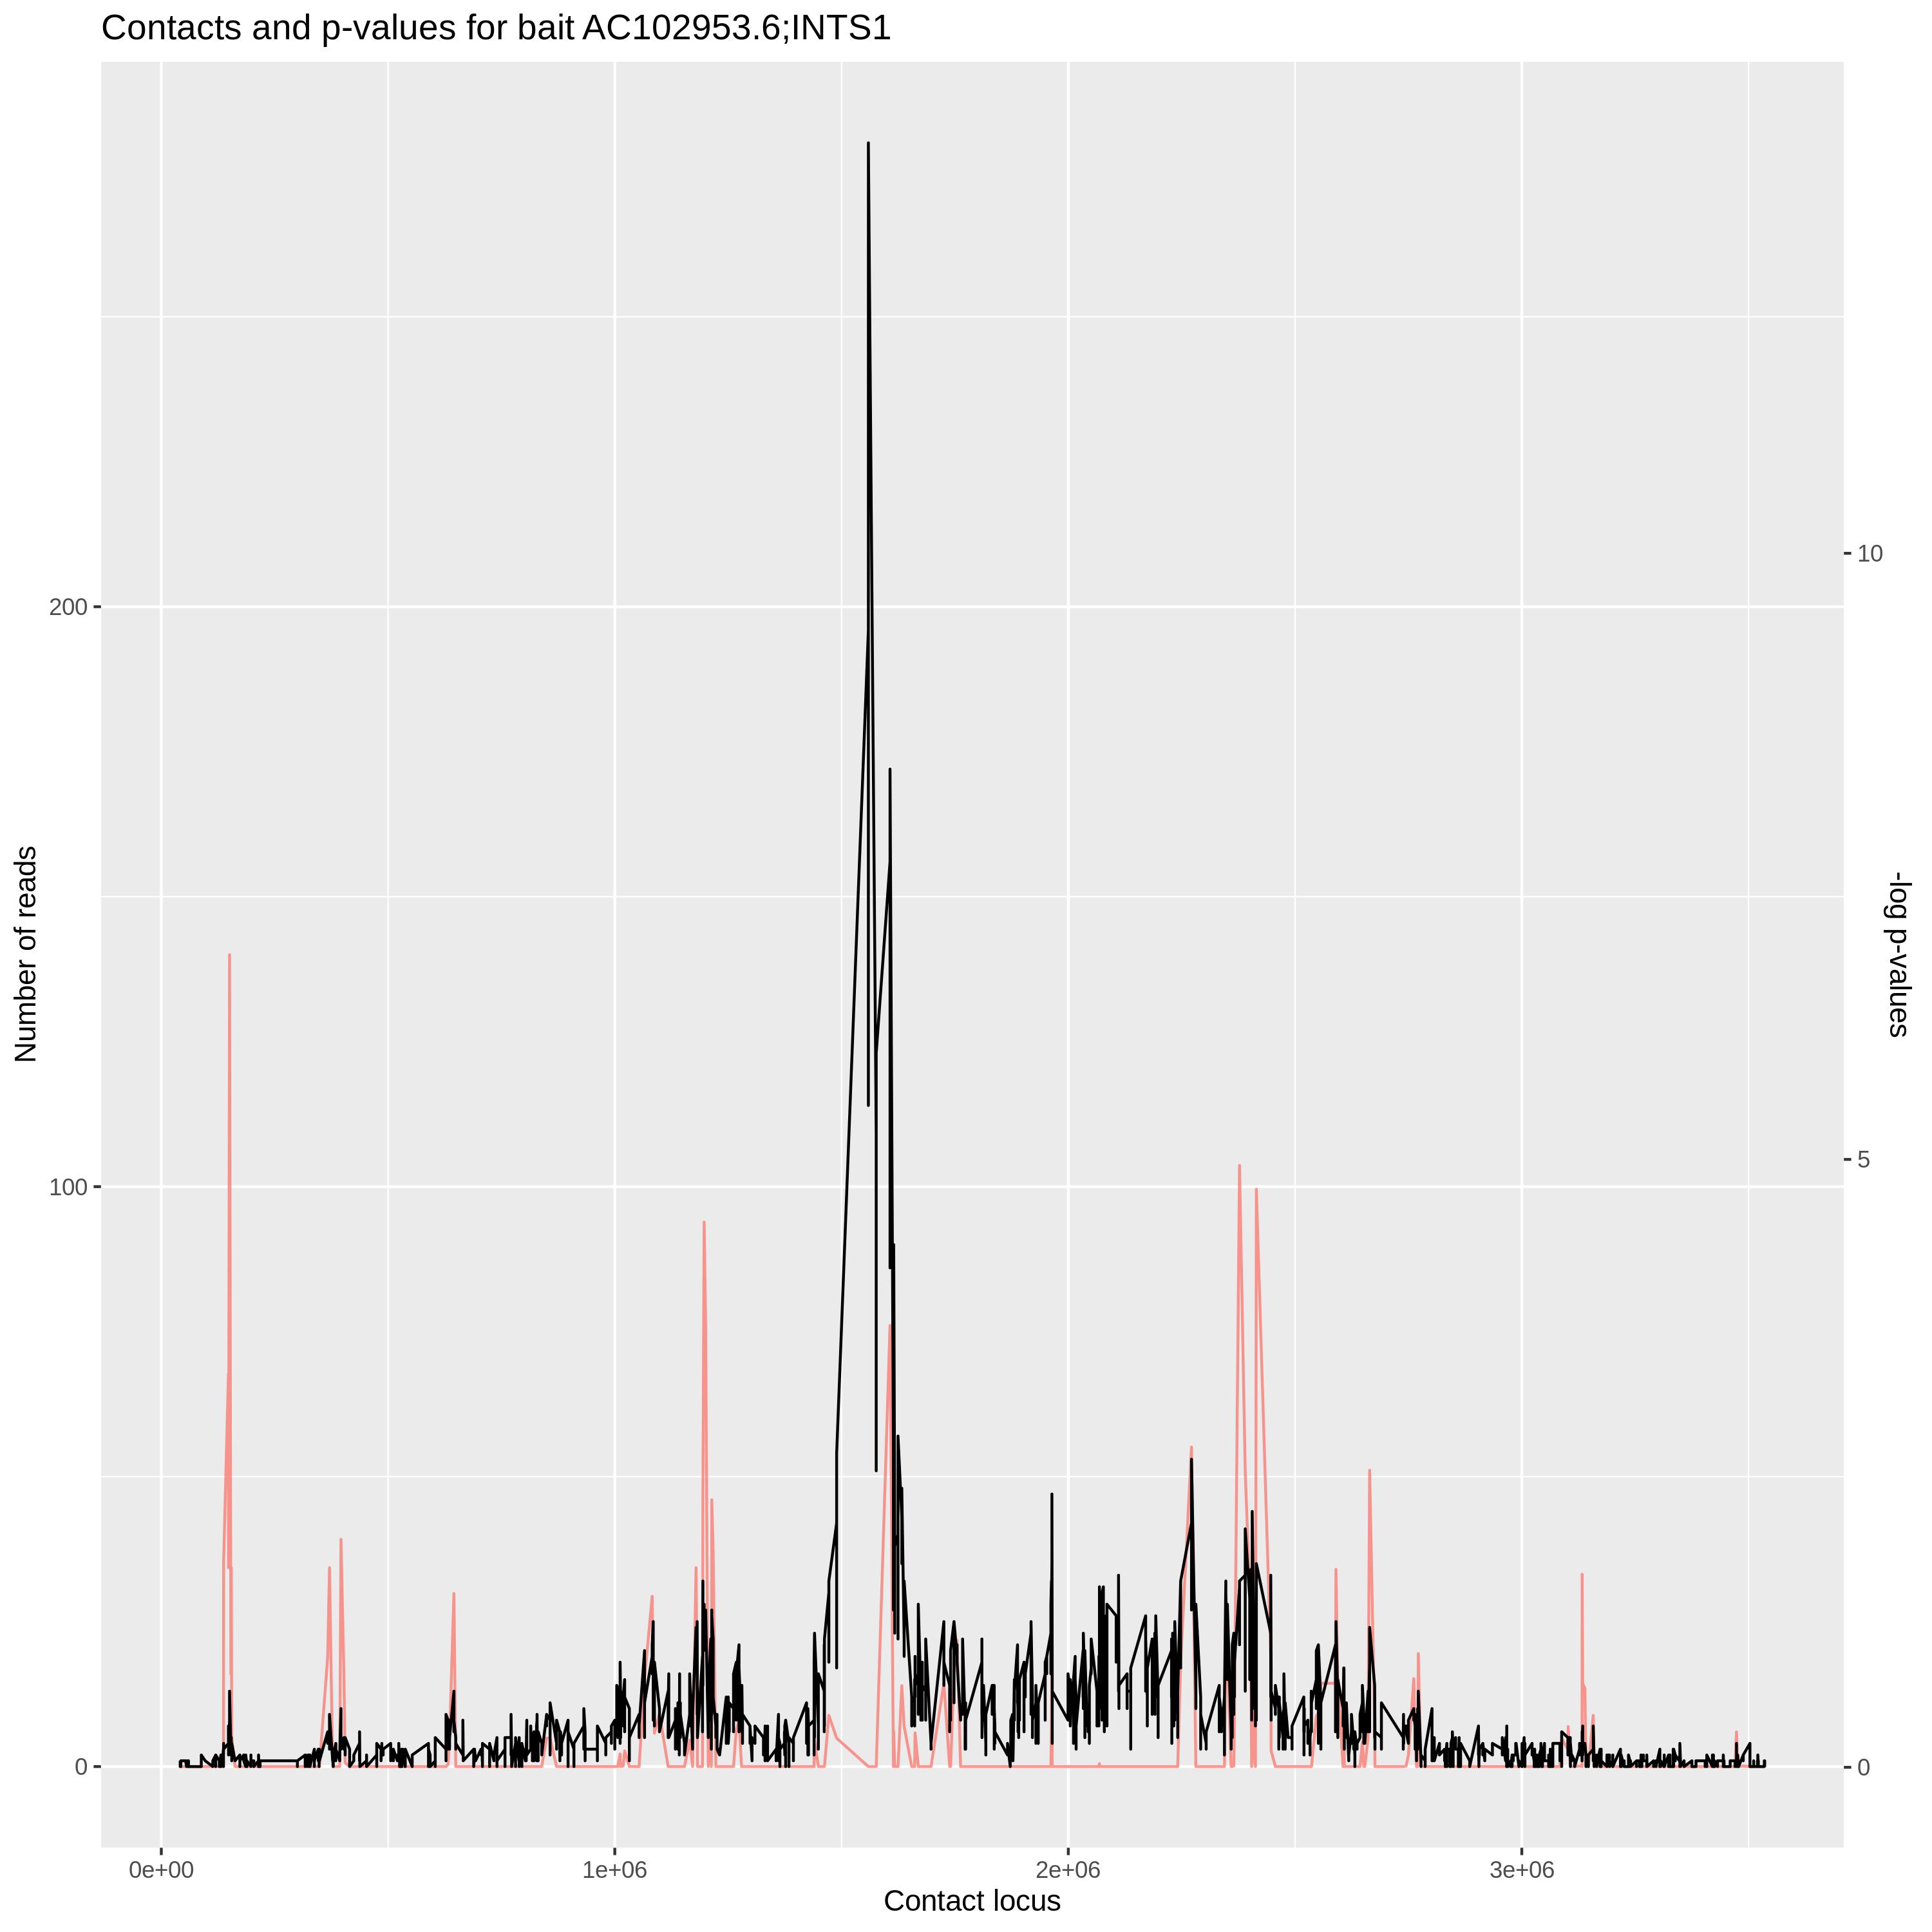 Contacts and p-values for bait AC102953.6;INTS1
Number of reads
200
100
0
10
5
0
-log p-values
0e+00
1e+06
2e+06
3e+06
Contact locus